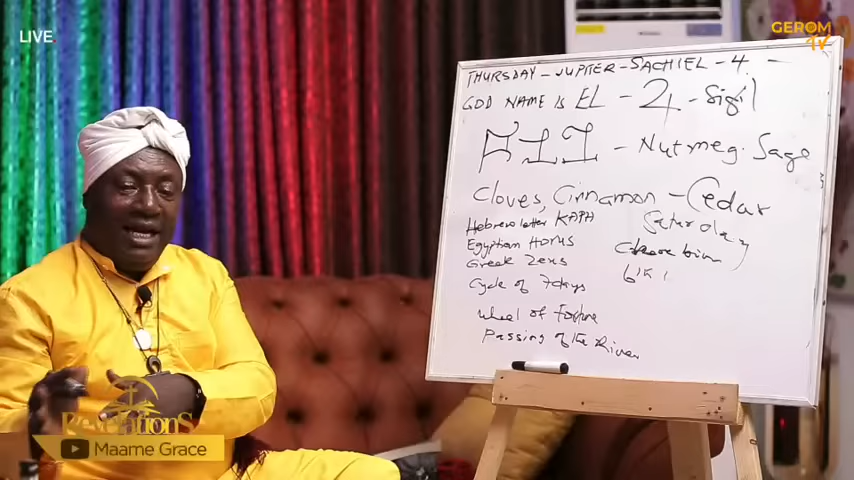 LIVE
GEROM
TV
THURSDAY - JUPITER - SACHIEL - 4 -
GOD NAME IS EL - 4 - Sigil
- Nutmeg. Sage
Cloves, Cinnamon - Cedar
Hebrew letter KAPH
Saturday
Egyptian Horus
Greek Zeus
Cycle of 7 days
Wheel of Fortune
Passing of the River
Revelations
Maame Grace